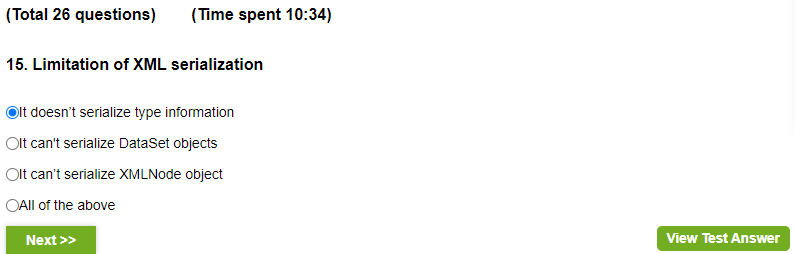 (Total 26 questions) (Time spent 10:34)
15. Limitation of XML serialization
It doesn't serialize type information
It can't serialize DataSet objects
It can't serialize XMLNode object
All of the above
Next >> View Test Answer